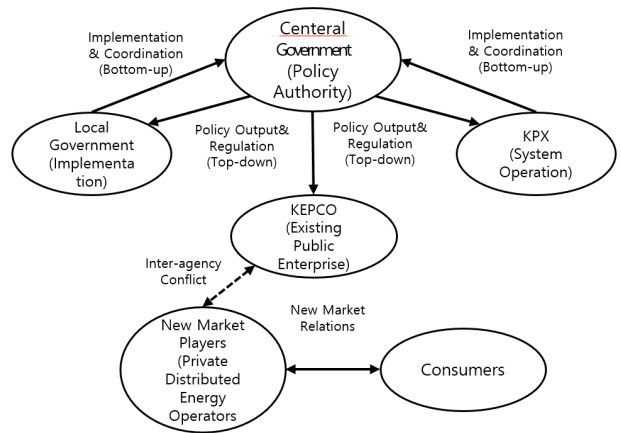 Implementation
& Coordination
(Bottom-up)
Centeral
Government
(Policy
Authority)
Implementation
& Coordination
(Bottom-up)
Local
Government
(Implementa
tion)
Policy Output&
Regulation
(Top-down)
Policy Output&
Regulation
(Top-down)
KPX
(System
Operation)
KEPCO
(Existing
Public
Enterprise)
Inter-agency
Conflict
New Market
Relations
New Market
Players
(Private
Distributed
Energy
Operators
Consumers